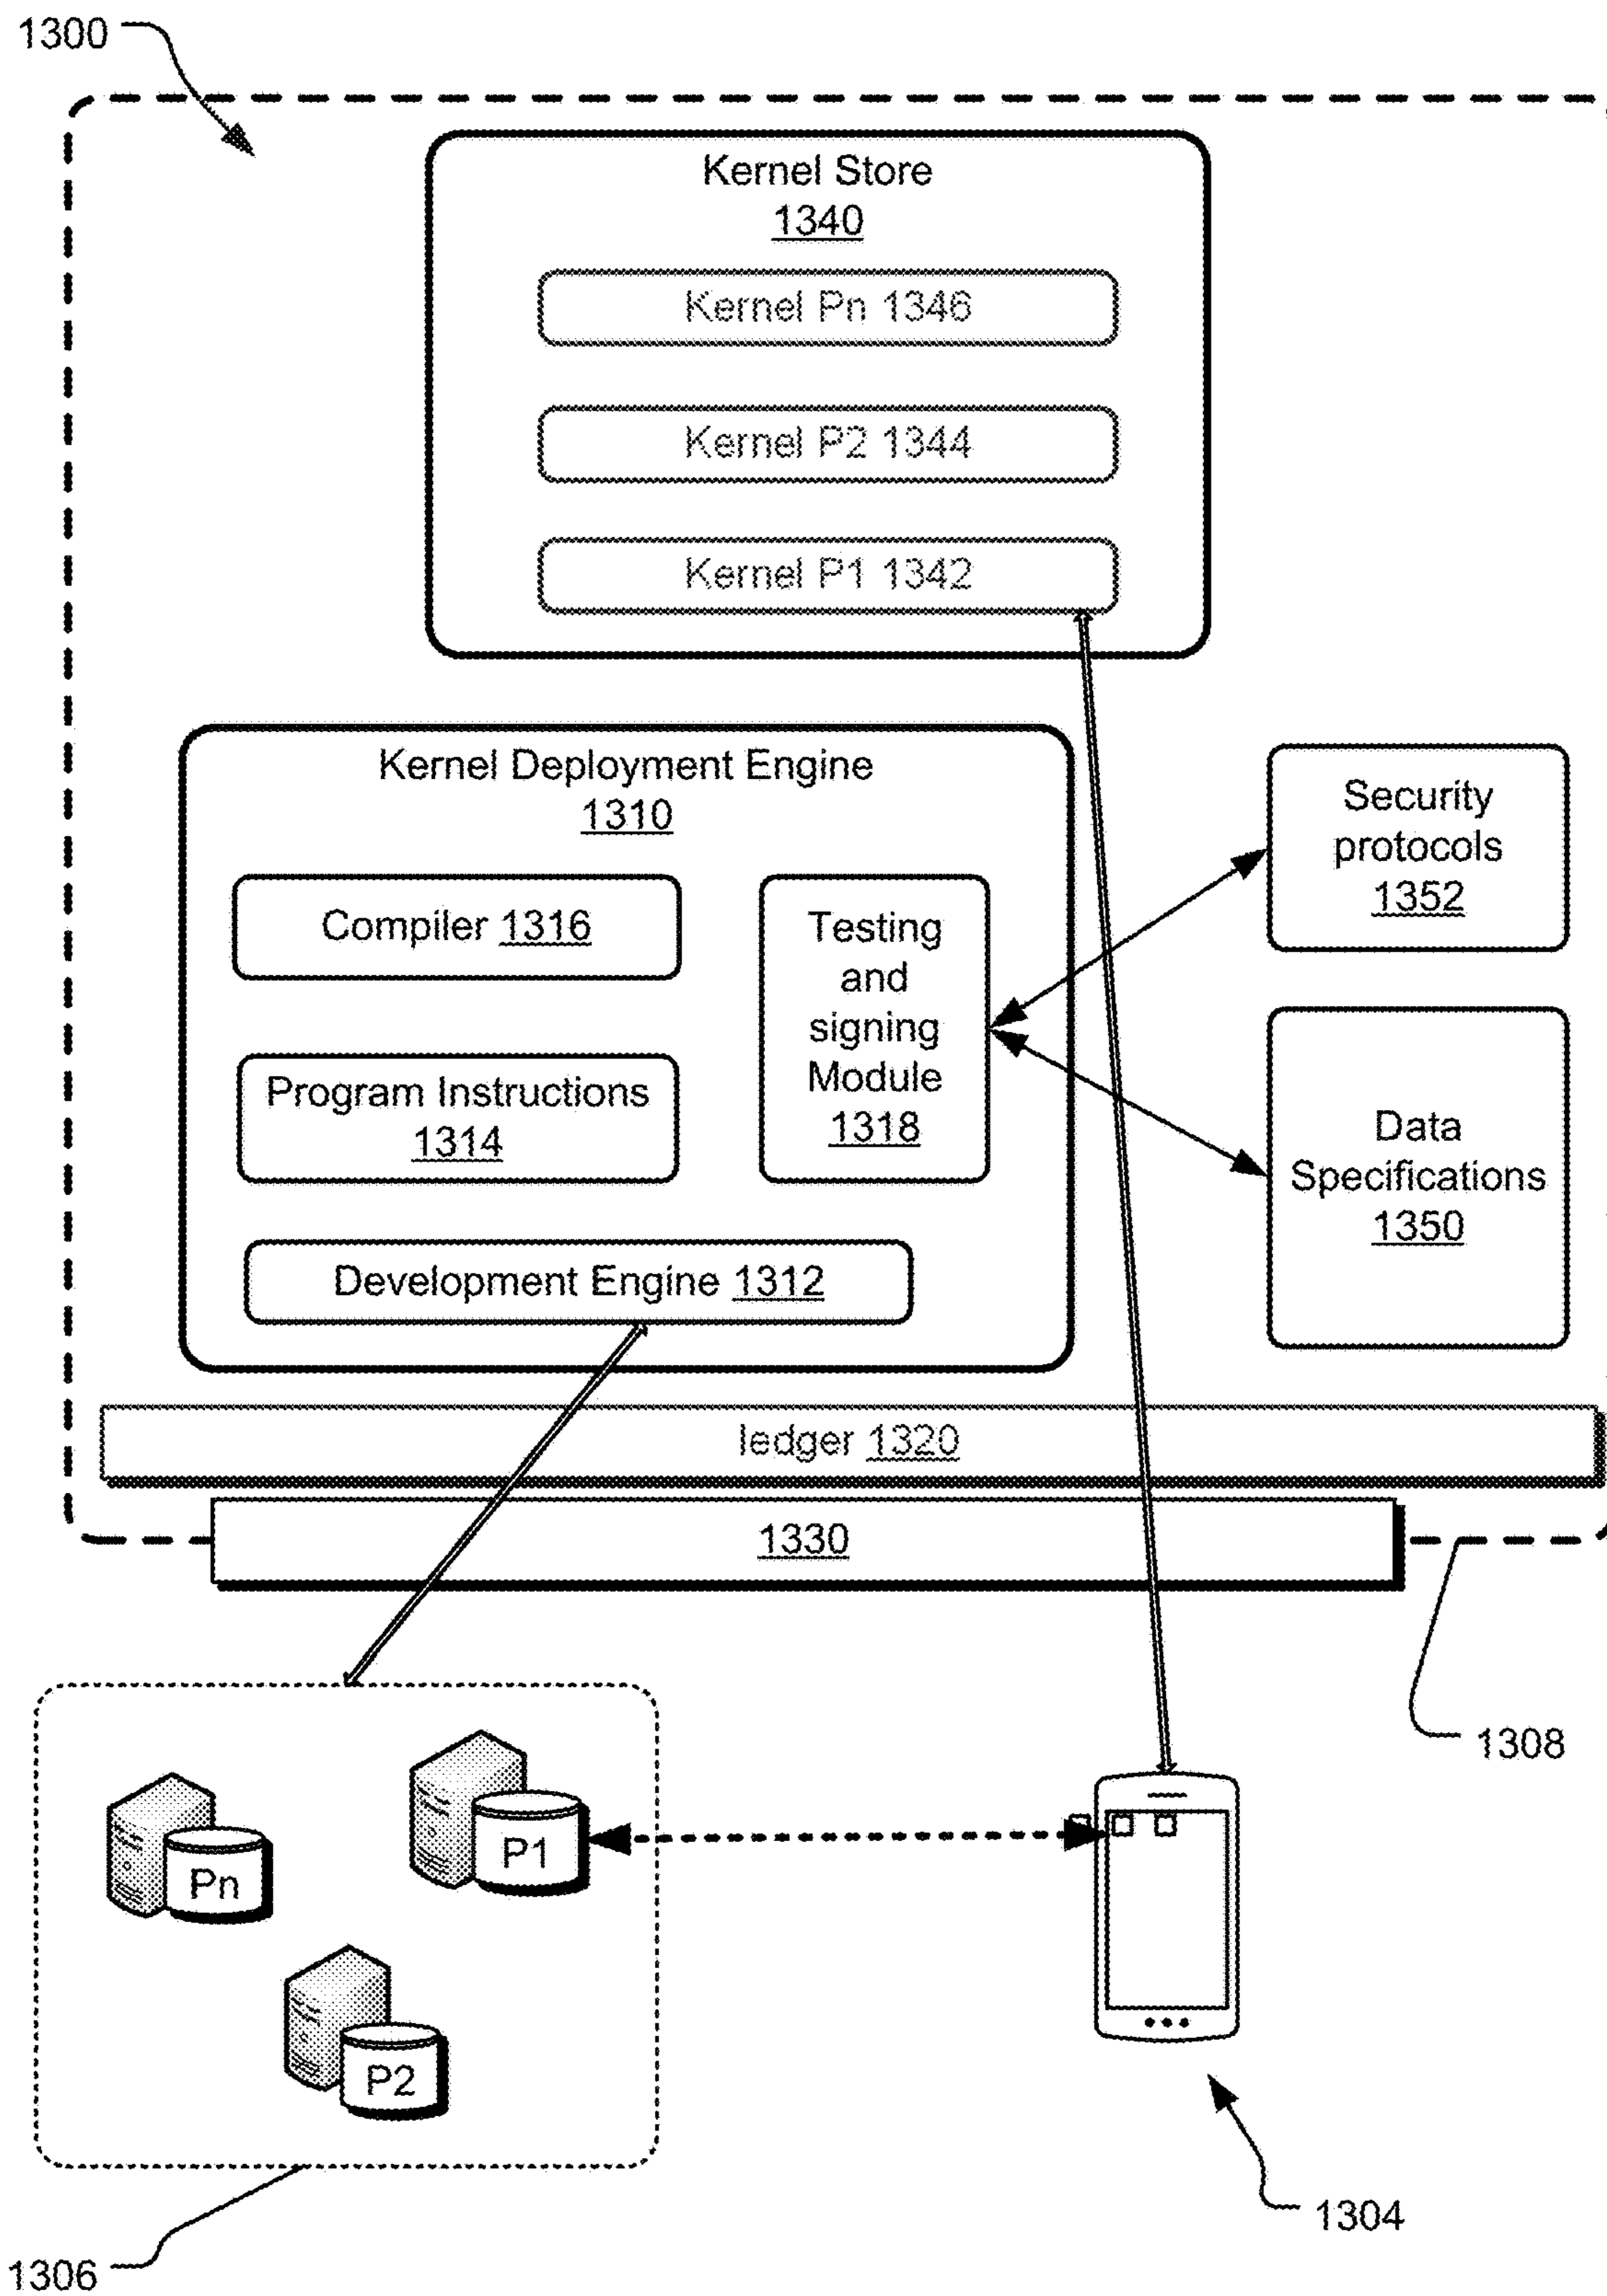 1300
Kernel Store
1340
Kernel Pn 1346
Kernel P2 1344
Kernel P1 1342
Kernel Deployment Engine
1310
Compiler 1316
Testing
and
signing
Module
1318
Program Instructions
1314
Development Engine 1312
Security
protocols
1352
Data
Specifications
1350
ledger 1320
1330
1308
P1
Pn
P2
1304
1306